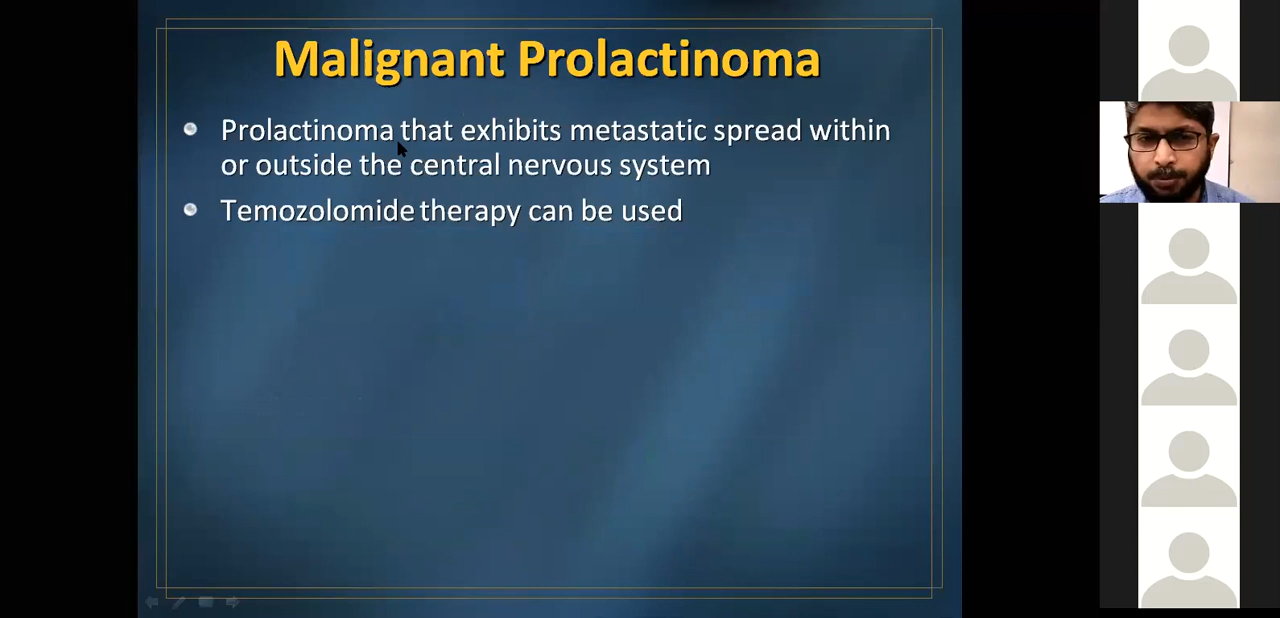 Malignant Prolactinoma
Prolactinoma that exhibits metastatic spread within
or outside the central nervous system
Temozolomide therapy can be used